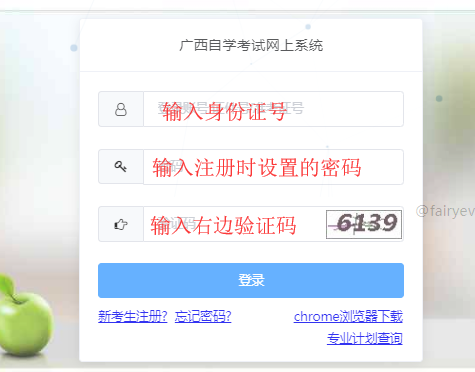 广西自学考试网上系统
输入身份证号
输入注册时设置的密码
输入右边验证码
6139
@fairyev
登录
新考生注册? 忘记密码? chrome浏览器下载
专业计划查询